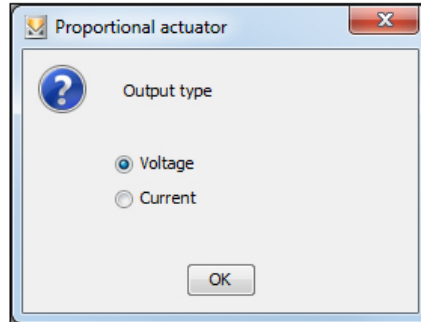 Proportional actuator
Output type
Voltage
Current
OK